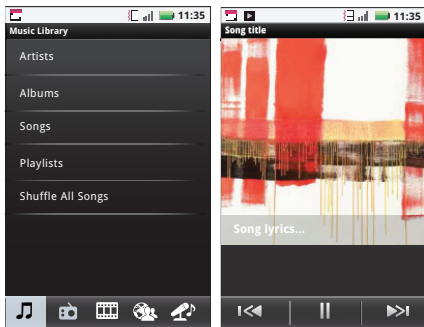 11:35
Music Library
Artists
Albums
Songs
Playlists
Shuffle All Songs
11:35
Song title
Song lyrics...